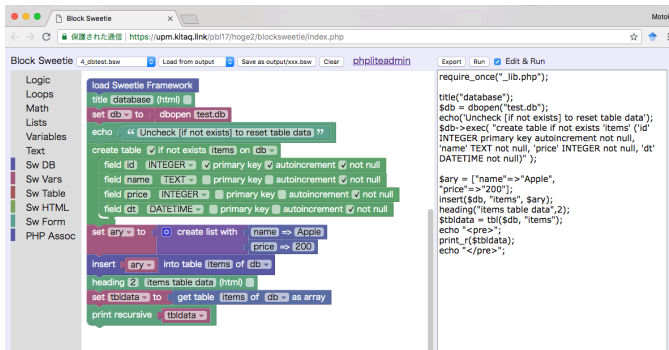 Block Sweetie
Motok
保護された通信 | https://upm.kitaq.link/pbl17/hoge2/blocksweetie/index.php
Block Sweetie 4_dbtest.bsw Load from output Save as output/xxx.bsw Clear phpliteadmin Export Run Edit & Run
Logic
Loops
Math
Lists
Variables
Text
Sw DB
Sw Vars
Sw Table
Sw HTML
Sw Form
PHP Assoc
load Sweetie Framework
title database (html)
set db to dbopen test.db
echo “ Uncheck [if not exists] to reset table data ”
create table if not exists items on db
field id INTEGER primary key autoincrement not null
field name TEXT primary key autoincrement not null
field price INTEGER primary key autoincrement not null
field dt DATETIME primary key autoincrement not null
set ary to create list with name => Apple
price => 200
insert ary into table items of db
heading 2 items table data (html)
set tbldata to get table items of db as array
print recursive tbldata
require_once("_lib.php");
title("database");
$db = dbopen("test.db");
echo('Uncheck [if not exists] to reset table data');
$db->exec( "create table if not exists 'items' ('id'
INTEGER primary key autoincrement not null,
'name' TEXT not null, 'price' INTEGER not null, 'dt'
DATETIME not null)" );
$ary = ["name"=>"Apple",
"price"=>"200"];
insert($db, "items", $ary);
heading("items table data",2);
$tbldata = tbl($db, "items");
echo "<pre>";
print_r($tbldata);
echo "</pre>";